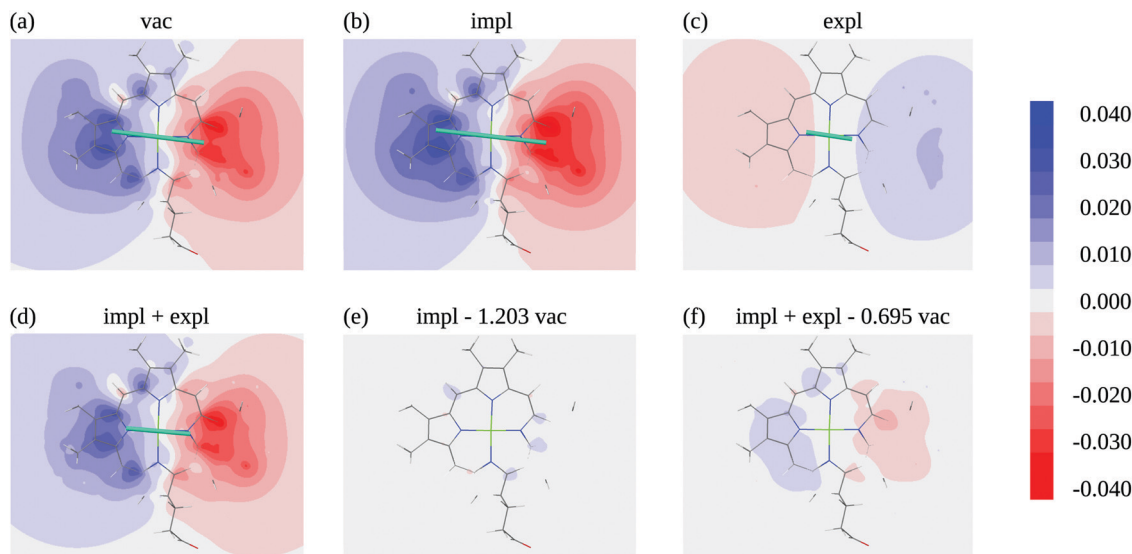 (a) vac
(b) impl
(c) expl
(d) impl + expl
(e) impl - 1.203 vac
(f) impl + expl - 0.695 vac
0.040
0.030
0.020
0.010
0.000
-0.010
-0.020
-0.030
-0.040